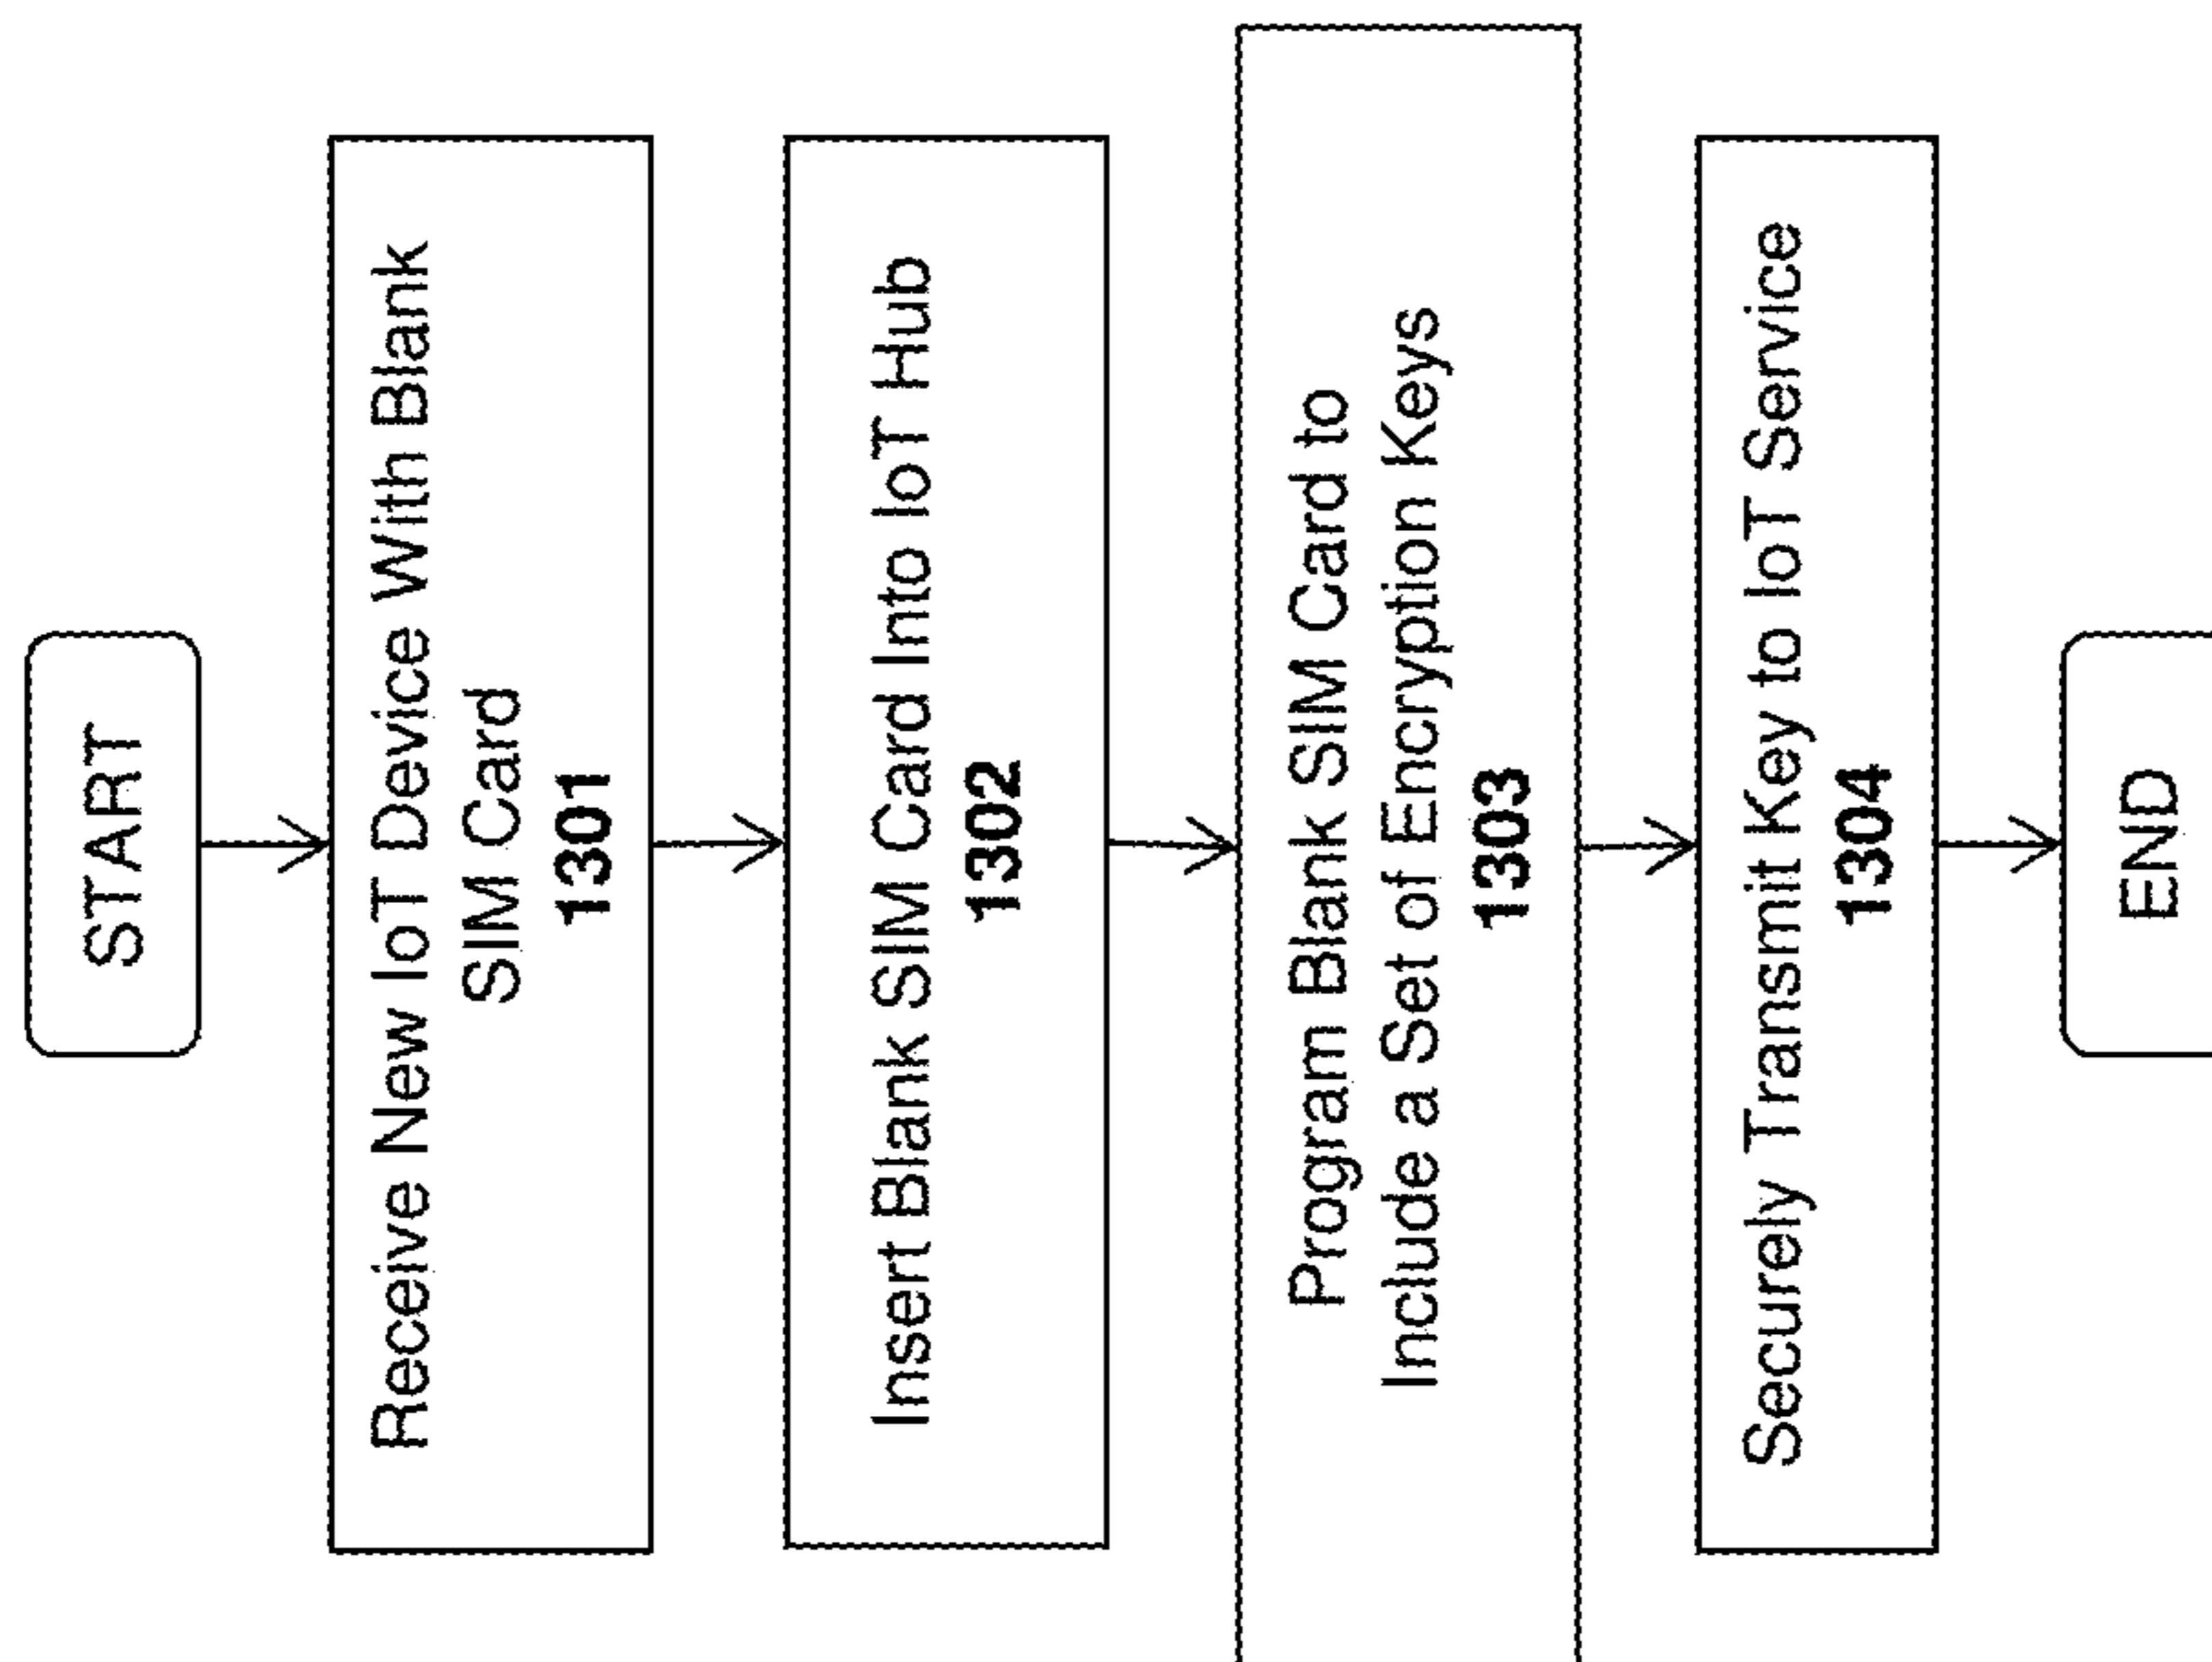 START
Receive New IoT Device With Blank
SIM Card
1301
Insert Blank SIM Card Into IoT Hub
1302
Program Blank SIM Card to
Include a Set of Encryption Keys
1303
Securely Transmit Key to IoT Service
1304
END